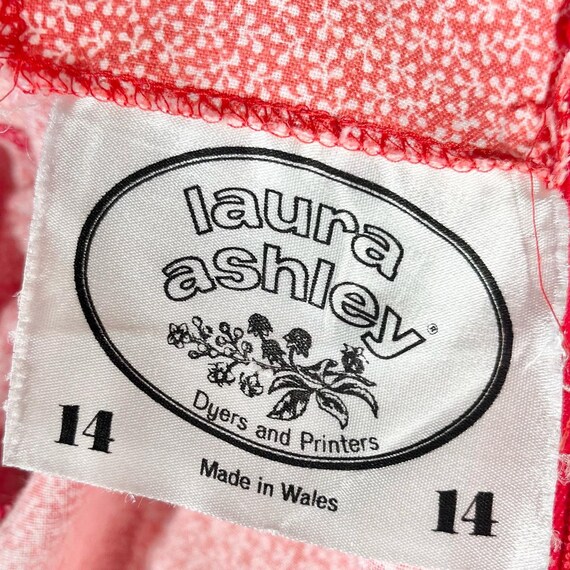 laura
ashley®
Dyers and Printers
14
Made in Wales
14